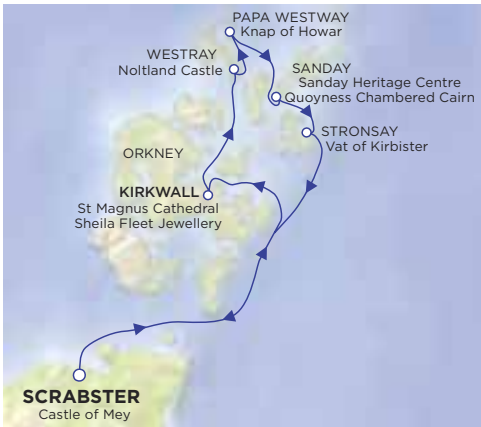 PAPA WESTWAY
Knap of Howar
WESTRAY
Noltland Castle
SANDAY
Sanday Heritage Centre
Quoyness Chambered Cairn
STRONSAY
Vat of Kirbister
ORKNEY
KIRKWALL
St Magnus Cathedral
Sheila Fleet Jewellery
SCRABSTER
Castle of Mey